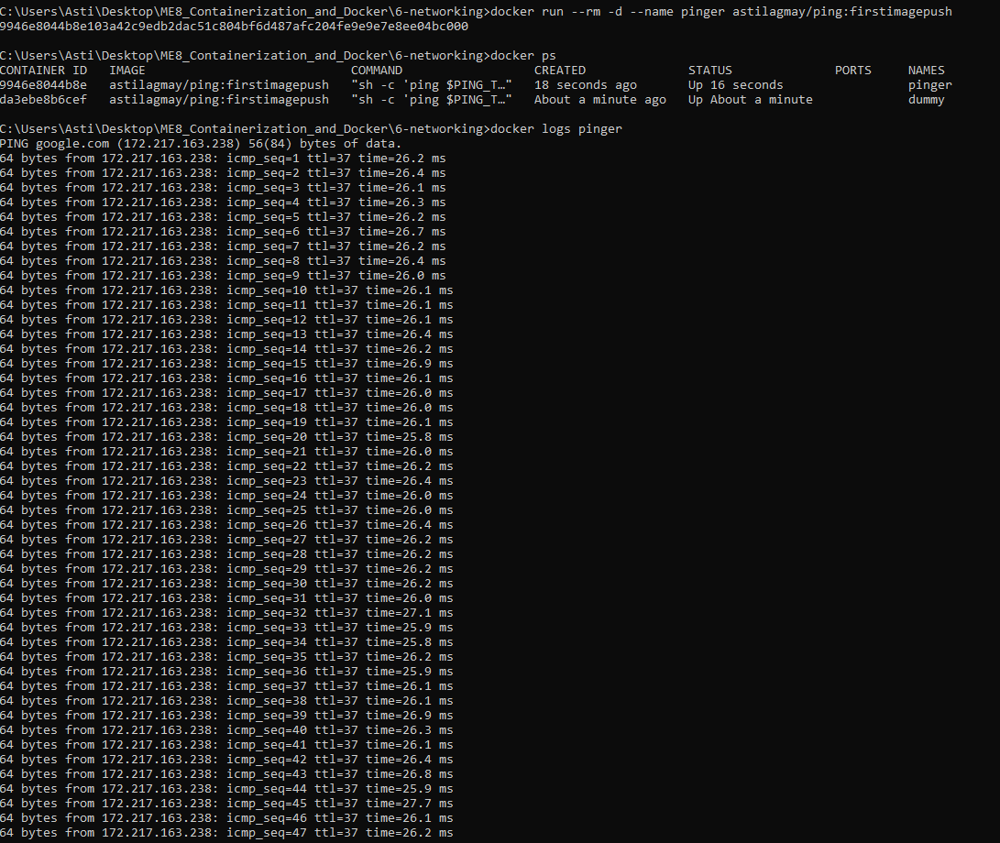 C:\Users\Asti\Desktop\ME8_Containerization_and_Docker\6-networking>docker run --rm -d --name pinger astilagmay/ping:firstimagepush
9946e8044b8e103a42c9edb2dac51c804bf6d487afc204fe9e9e7e8ee04bc000
C:\Users\Asti\Desktop\ME8_Containerization_and_Docker\6-networking>docker ps
CONTAINER ID   IMAGE                            COMMAND                  CREATED              STATUS              PORTS     NAMES
9946e8044b8e   astilagmay/ping:firstimagepush   "sh -c 'ping $PING_T…"   18 seconds ago       Up 16 seconds                 pinger
da3ebe8b6cef   astilagmay/ping:firstimagepush   "sh -c 'ping $PING_T…"   About a minute ago   Up About a minute             dummy
C:\Users\Asti\Desktop\ME8_Containerization_and_Docker\6-networking>docker logs pinger
PING google.com (172.217.163.238) 56(84) bytes of data.
64 bytes from 172.217.163.238: icmp_seq=1 ttl=37 time=26.2 ms
64 bytes from 172.217.163.238: icmp_seq=2 ttl=37 time=26.4 ms
64 bytes from 172.217.163.238: icmp_seq=3 ttl=37 time=26.1 ms
64 bytes from 172.217.163.238: icmp_seq=4 ttl=37 time=26.3 ms
64 bytes from 172.217.163.238: icmp_seq=5 ttl=37 time=26.2 ms
64 bytes from 172.217.163.238: icmp_seq=6 ttl=37 time=26.7 ms
64 bytes from 172.217.163.238: icmp_seq=7 ttl=37 time=26.2 ms
64 bytes from 172.217.163.238: icmp_seq=8 ttl=37 time=26.4 ms
64 bytes from 172.217.163.238: icmp_seq=9 ttl=37 time=26.0 ms
64 bytes from 172.217.163.238: icmp_seq=10 ttl=37 time=26.1 ms
64 bytes from 172.217.163.238: icmp_seq=11 ttl=37 time=26.1 ms
64 bytes from 172.217.163.238: icmp_seq=12 ttl=37 time=26.1 ms
64 bytes from 172.217.163.238: icmp_seq=13 ttl=37 time=26.4 ms
64 bytes from 172.217.163.238: icmp_seq=14 ttl=37 time=26.2 ms
64 bytes from 172.217.163.238: icmp_seq=15 ttl=37 time=26.9 ms
64 bytes from 172.217.163.238: icmp_seq=16 ttl=37 time=26.1 ms
64 bytes from 172.217.163.238: icmp_seq=17 ttl=37 time=26.0 ms
64 bytes from 172.217.163.238: icmp_seq=18 ttl=37 time=26.0 ms
64 bytes from 172.217.163.238: icmp_seq=19 ttl=37 time=26.1 ms
64 bytes from 172.217.163.238: icmp_seq=20 ttl=37 time=25.8 ms
64 bytes from 172.217.163.238: icmp_seq=21 ttl=37 time=26.0 ms
64 bytes from 172.217.163.238: icmp_seq=22 ttl=37 time=26.2 ms
64 bytes from 172.217.163.238: icmp_seq=23 ttl=37 time=26.4 ms
64 bytes from 172.217.163.238: icmp_seq=24 ttl=37 time=26.0 ms
64 bytes from 172.217.163.238: icmp_seq=25 ttl=37 time=26.0 ms
64 bytes from 172.217.163.238: icmp_seq=26 ttl=37 time=26.4 ms
64 bytes from 172.217.163.238: icmp_seq=27 ttl=37 time=26.2 ms
64 bytes from 172.217.163.238: icmp_seq=28 ttl=37 time=26.2 ms
64 bytes from 172.217.163.238: icmp_seq=29 ttl=37 time=26.2 ms
64 bytes from 172.217.163.238: icmp_seq=30 ttl=37 time=26.2 ms
64 bytes from 172.217.163.238: icmp_seq=31 ttl=37 time=26.0 ms
64 bytes from 172.217.163.238: icmp_seq=32 ttl=37 time=27.1 ms
64 bytes from 172.217.163.238: icmp_seq=33 ttl=37 time=25.9 ms
64 bytes from 172.217.163.238: icmp_seq=34 ttl=37 time=25.8 ms
64 bytes from 172.217.163.238: icmp_seq=35 ttl=37 time=26.2 ms
64 bytes from 172.217.163.238: icmp_seq=36 ttl=37 time=25.9 ms
64 bytes from 172.217.163.238: icmp_seq=37 ttl=37 time=26.1 ms
64 bytes from 172.217.163.238: icmp_seq=38 ttl=37 time=26.1 ms
64 bytes from 172.217.163.238: icmp_seq=39 ttl=37 time=26.9 ms
64 bytes from 172.217.163.238: icmp_seq=40 ttl=37 time=26.3 ms
64 bytes from 172.217.163.238: icmp_seq=41 ttl=37 time=26.1 ms
64 bytes from 172.217.163.238: icmp_seq=42 ttl=37 time=26.4 ms
64 bytes from 172.217.163.238: icmp_seq=43 ttl=37 time=26.8 ms
64 bytes from 172.217.163.238: icmp_seq=44 ttl=37 time=25.9 ms
64 bytes from 172.217.163.238: icmp_seq=45 ttl=37 time=27.7 ms
64 bytes from 172.217.163.238: icmp_seq=46 ttl=37 time=26.1 ms
64 bytes from 172.217.163.238: icmp_seq=47 ttl=37 time=26.2 ms